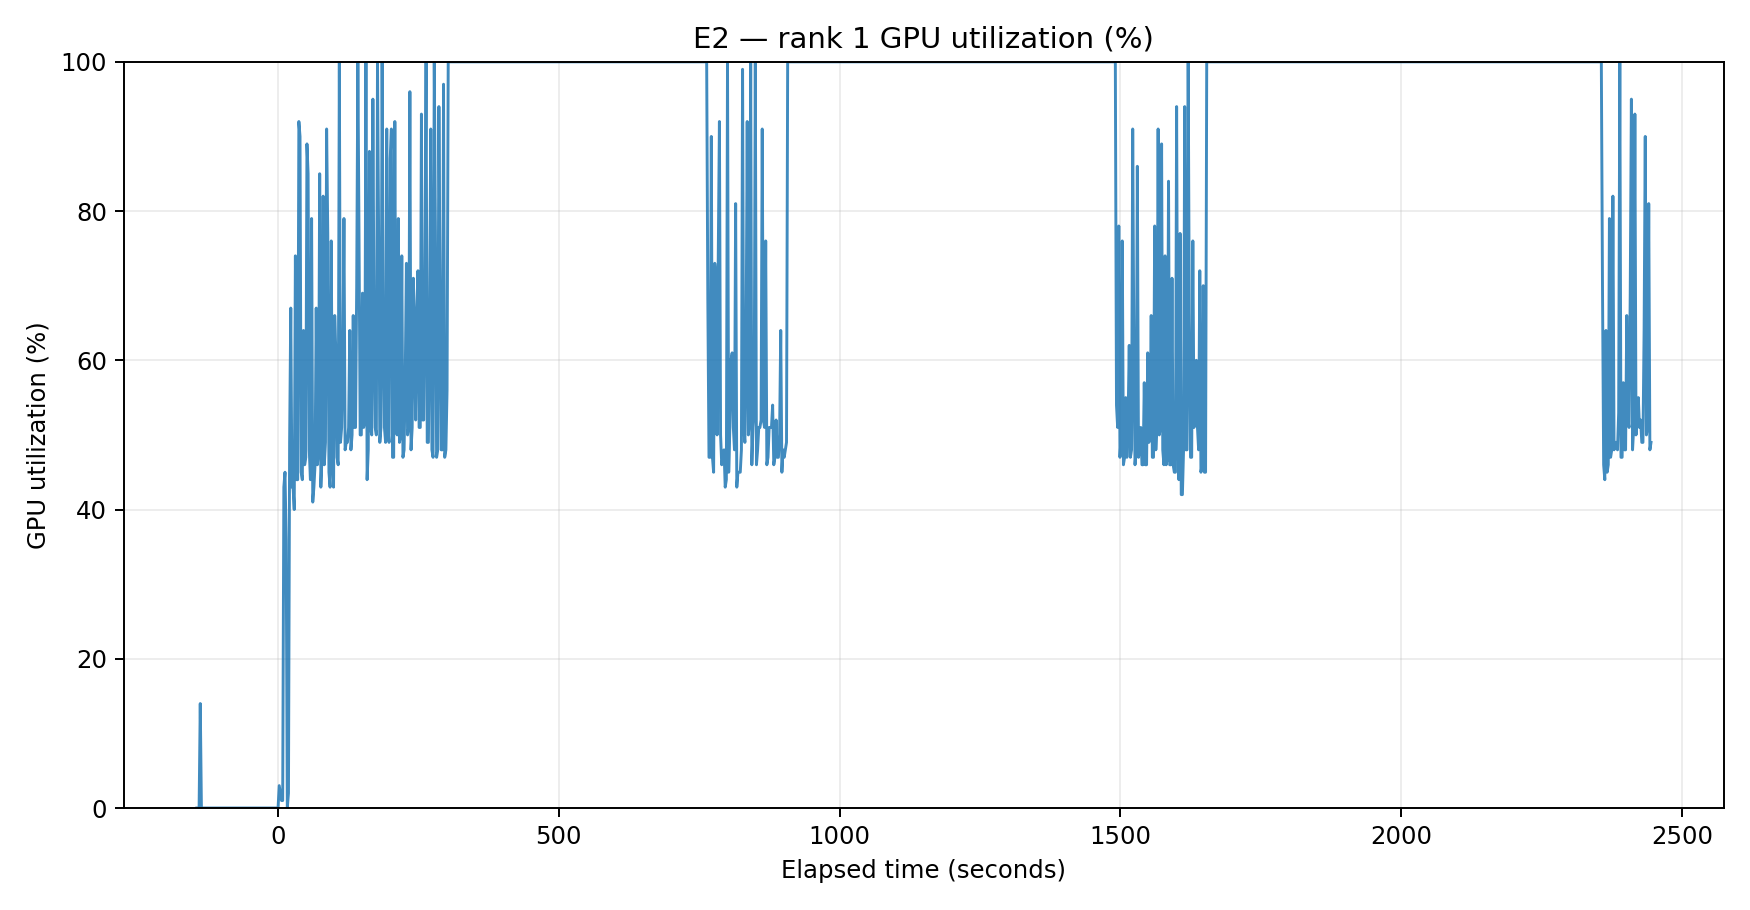 E2 — rank 1 GPU utilization (%)
GPU utilization (%)
100
80
60
40
20
0
0 500 1000 1500 2000 2500
Elapsed time (seconds)